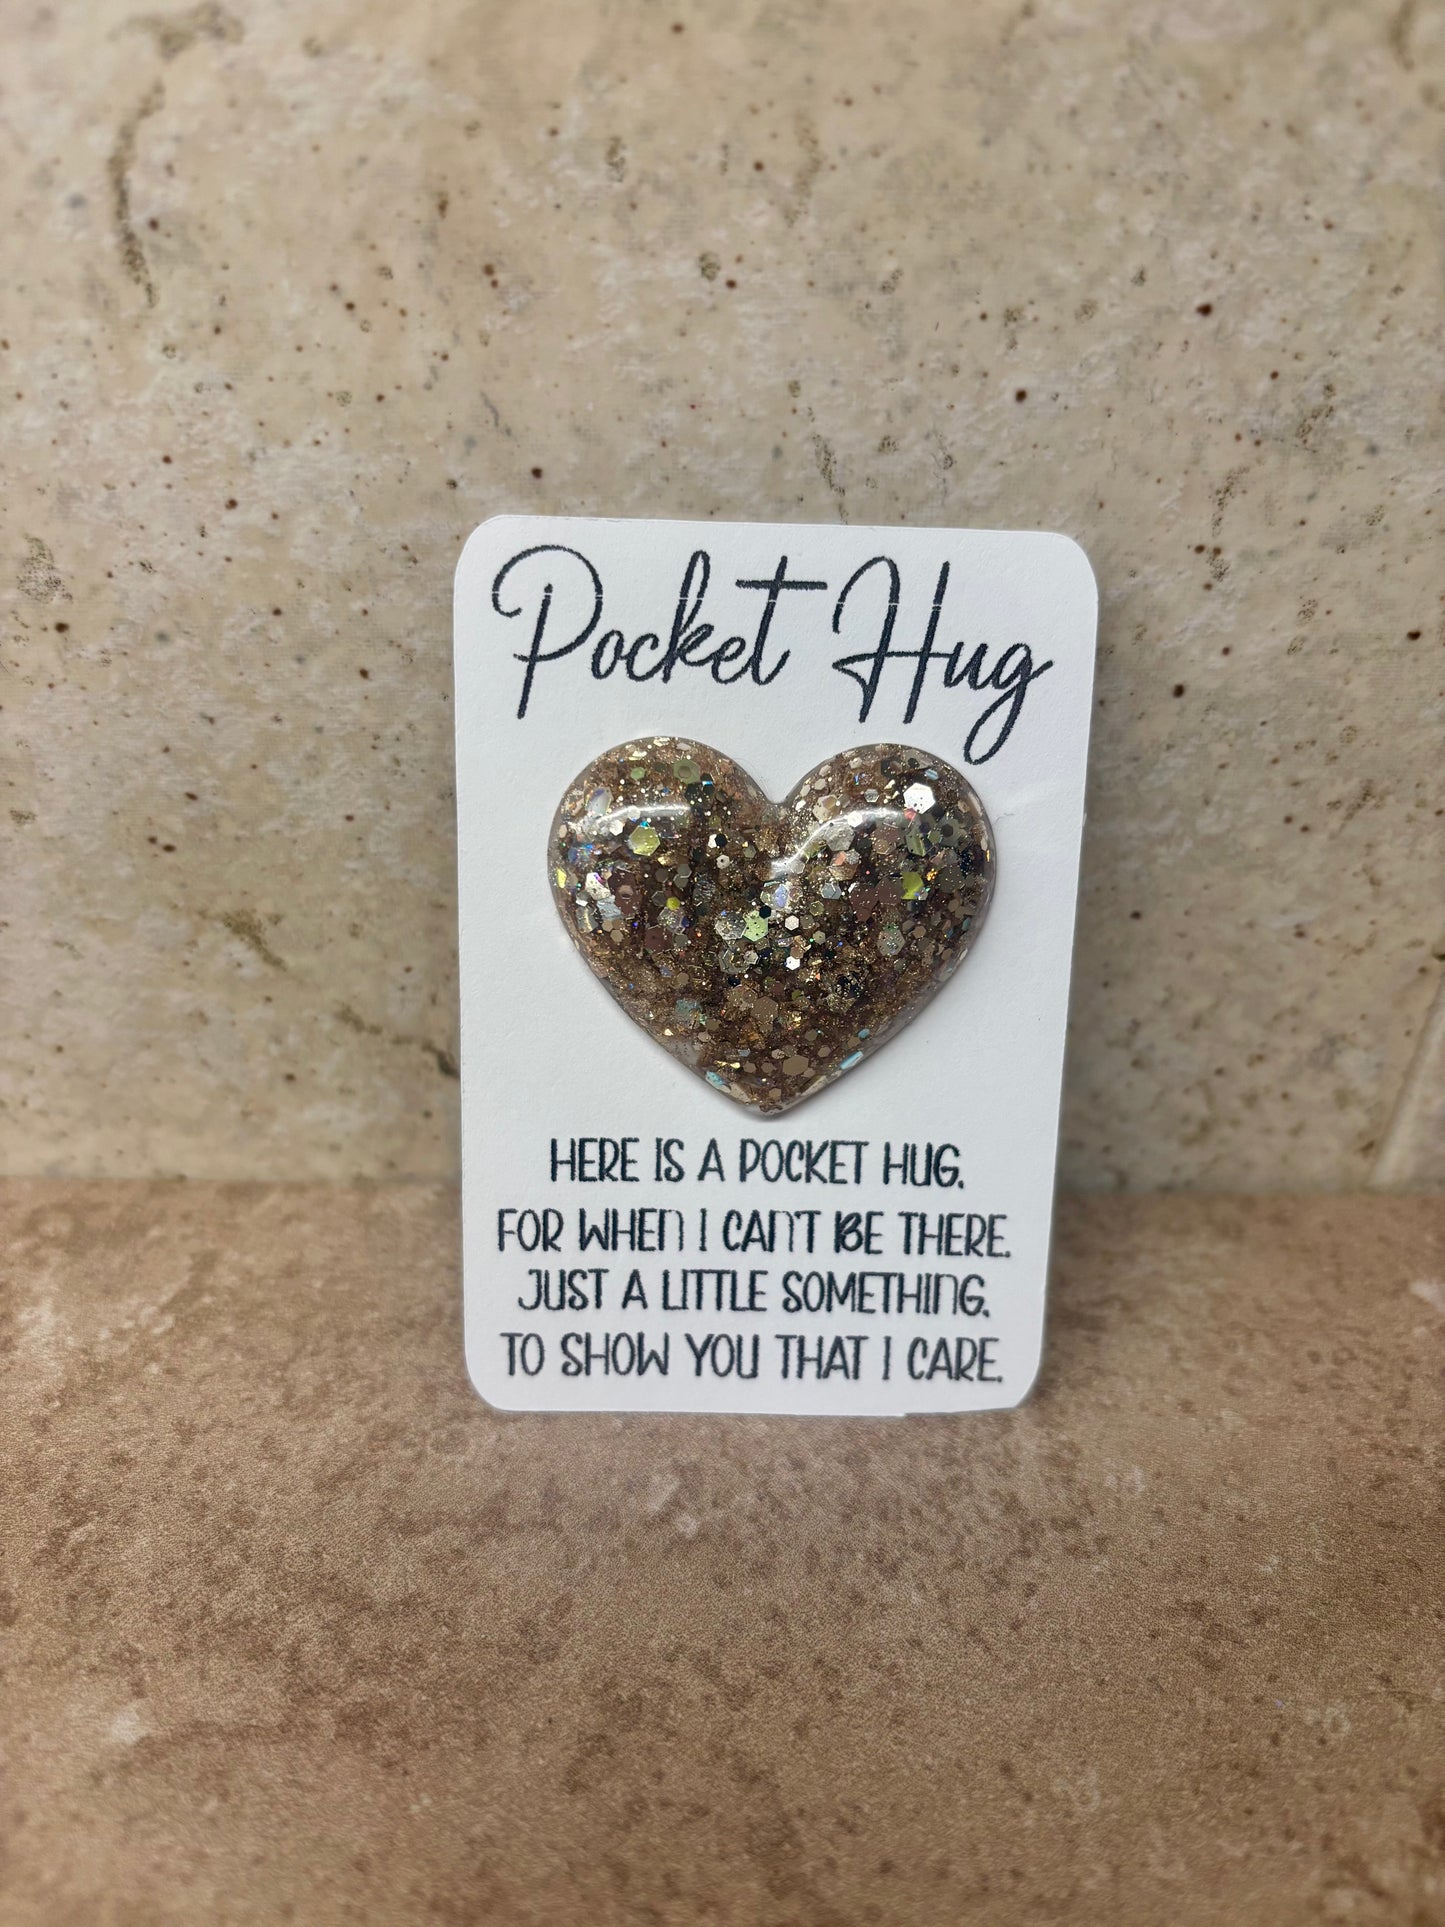 Pocket Hug
HERE IS A POCKET HUG.
FOR WHEN I CAN'T BE THERE.
JUST A LITTLE SOMETHING.
TO SHOW YOU THAT I CARE.